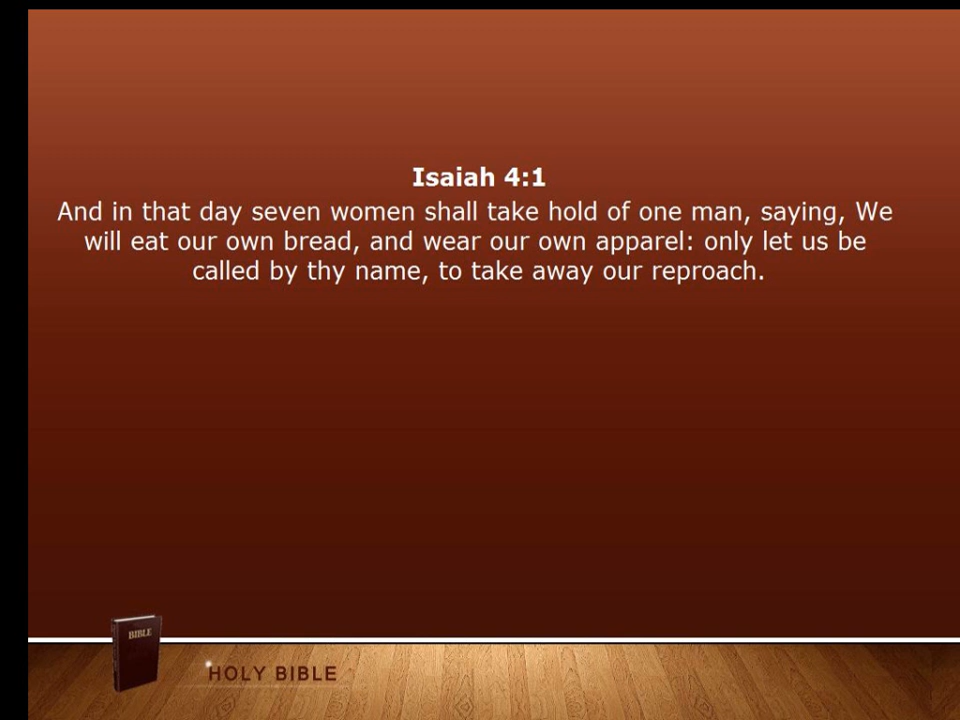 Isaiah 4:1
And in that day seven women shall take hold of one man, saying, We
will eat our own bread, and wear our own apparel: only let us be
called by thy name, to take away our reproach.
BIBLE
HOLY BIBLE